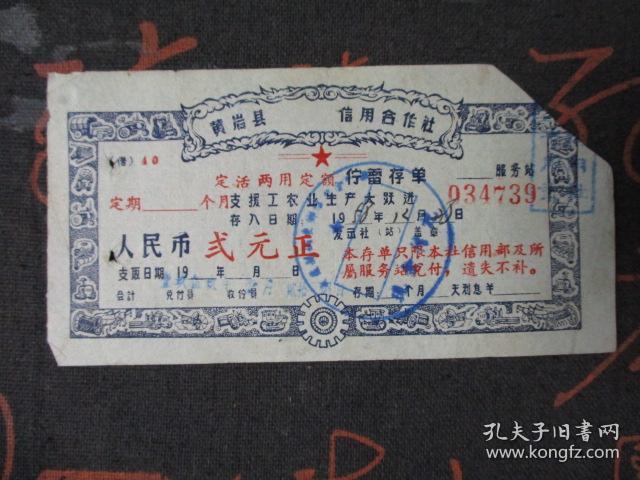 黄岩县 信用合作社
40
定活两用定额 佇蓄存单 服务站
定期 个月 支援工农业生产大跃进 034739
存入日期 19 年12月28日
发证社(站)盖章
人民币 弍元正 本存单只限本社信用部及所
属服务站兑付,遗失不补。
支取日期 19 年 月 日
会计 兑付员 收付员 存期 个月 天利息¥
孔夫子旧书网
www.kongfz.com